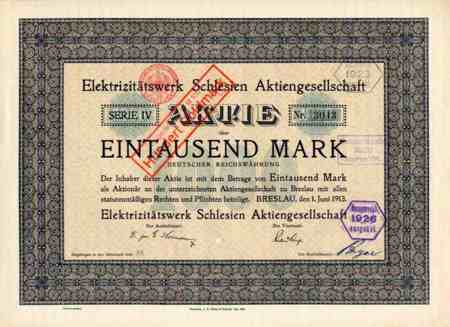 1923
Elektrizitätswerk Schlesien Aktiengesellschaft
SERIE IV
AKTIE
Nr. 3013
über
EINTAUSEND MARK
DEUTSCHER REICHSWÄHRUNG
Der Inhaber dieser Aktie ist mit dem Betrage von Eintausend Mark
als Aktionär an der unterzeichneten Aktiengesellschaft zu Breslau mit allen
statutenmäßigen Rechten und Pflichten beteiligt. BRESLAU, den 1. Juni 1913.
Elektrizitätswerk Schlesien Aktiengesellschaft
Der Aufsichtsrat:
Der Vorstand:
1926